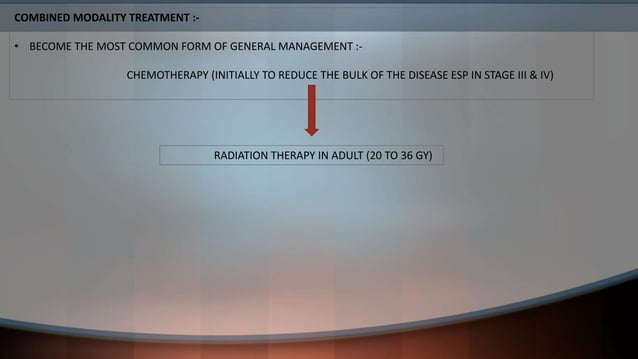 COMBINED MODALITY TREATMENT :-
• BECOME THE MOST COMMON FORM OF GENERAL MANAGEMENT :-
CHEMOTHERAPY (INITIALLY TO REDUCE THE BULK OF THE DISEASE ESP IN STAGE III & IV)
RADIATION THERAPY IN ADULT (20 TO 36 GY)